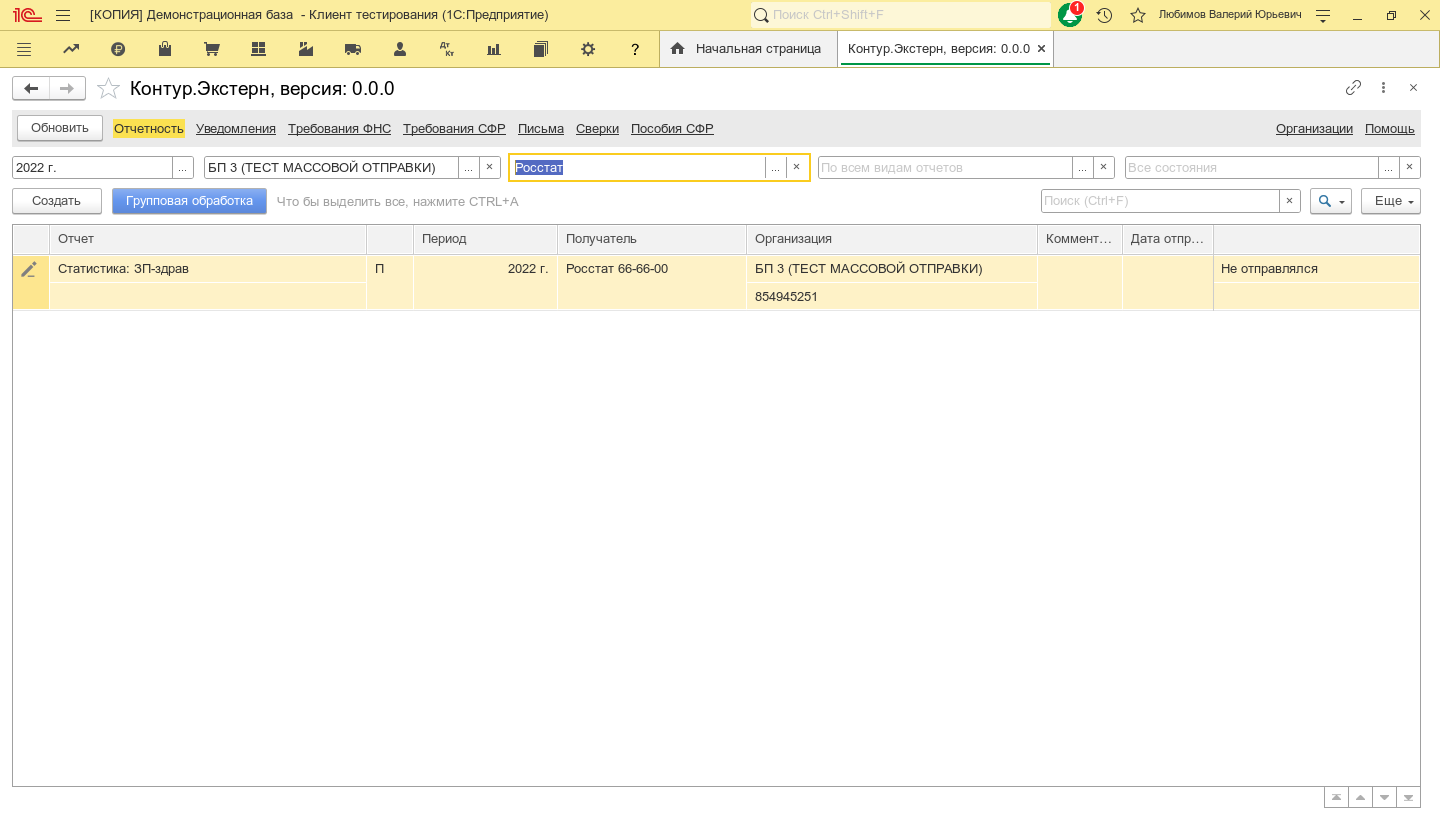 [КОПИЯ] Демонстрационная база - Клиент тестирования (1С:Предприятие)
Поиск Ctrl+Shift+F
1
Любимов Валерий Юрьевич
Начальная страница
Контур.Экстерн, версия: 0.0.0
Контур.Экстерн, версия: 0.0.0
Обновить
Отчетность
Уведомления
Требования ФНС
Требования СФР
Письма
Сверки
Пособия СФР
Организации
Помощь
2022 г.
БП 3 (ТЕСТ МАССОВОЙ ОТПРАВКИ)
Росстат
По всем видам отчетов
Все состояния
Создать
Групповая обработка
Что бы выделить все, нажмите CTRL+A
Поиск (Ctrl+F)
Еще
Отчет
Период
Получатель
Организация
Коммент...
Дата отпр...
Статистика: ЗП-здрав
П
2022 г.
Росстат 66-66-00
БП 3 (ТЕСТ МАССОВОЙ ОТПРАВКИ)
Не отправлялся
854945251